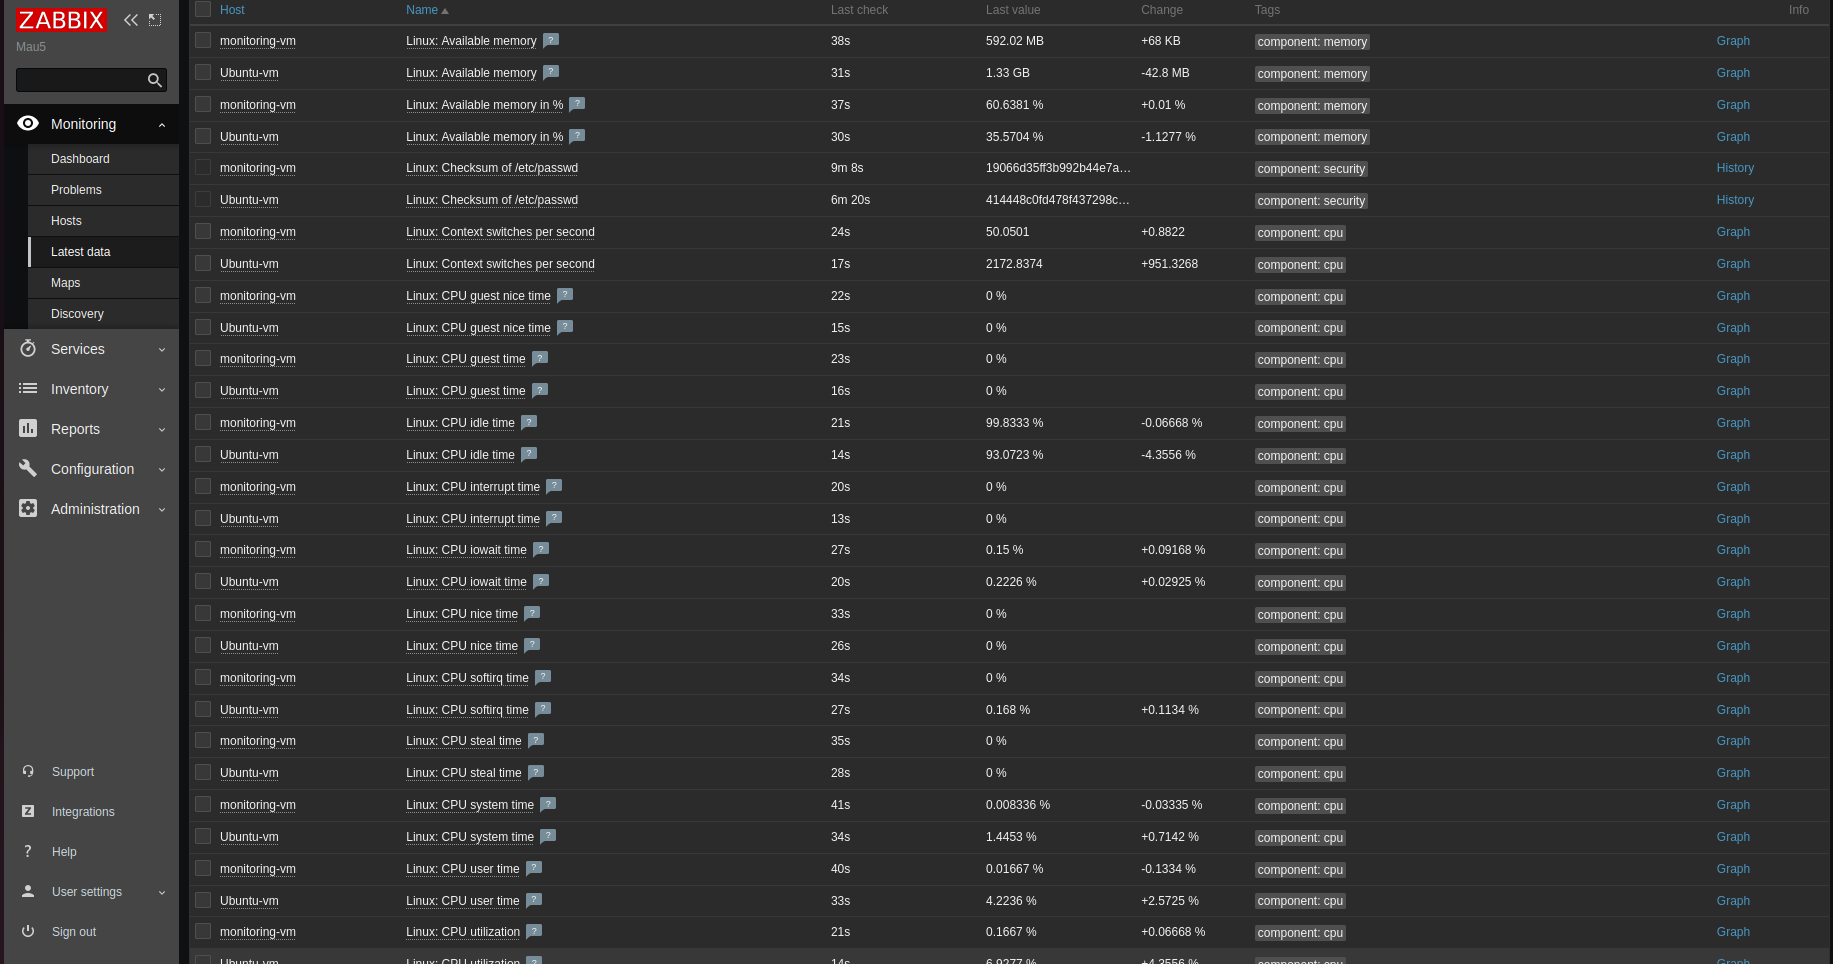 ZABBIX
Mau5
Monitoring
Dashboard
Problems
Hosts
Latest data
Maps
Discovery
Services
Inventory
Reports
Configuration
Administration
Support
Integrations
Help
User settings
Sign out
Host Name Last check Last value Change Tags Info
monitoring-vm Linux: Available memory ? 38s 592.02 MB +68 KB component: memory Graph
Ubuntu-vm Linux: Available memory ? 31s 1.33 GB -42.8 MB component: memory Graph
monitoring-vm Linux: Available memory in % ? 37s 60.6381 % +0.01 % component: memory Graph
Ubuntu-vm Linux: Available memory in % ? 30s 35.5704 % -1.1277 % component: memory Graph
monitoring-vm Linux: Checksum of /etc/passwd 9m 8s 19066d35ff3b992b44e7a… component: security History
Ubuntu-vm Linux: Checksum of /etc/passwd 6m 20s 414448c0fd478f437298c… component: security History
monitoring-vm Linux: Context switches per second 24s 50.0501 +0.8822 component: cpu Graph
Ubuntu-vm Linux: Context switches per second 17s 2172.8374 +951.3268 component: cpu Graph
monitoring-vm Linux: CPU guest nice time ? 22s 0 % component: cpu Graph
Ubuntu-vm Linux: CPU guest nice time ? 15s 0 % component: cpu Graph
monitoring-vm Linux: CPU guest time ? 23s 0 % component: cpu Graph
Ubuntu-vm Linux: CPU guest time ? 16s 0 % component: cpu Graph
monitoring-vm Linux: CPU idle time ? 21s 99.8333 % -0.06668 % component: cpu Graph
Ubuntu-vm Linux: CPU idle time ? 14s 93.0723 % -4.3556 % component: cpu Graph
monitoring-vm Linux: CPU interrupt time ? 20s 0 % component: cpu Graph
Ubuntu-vm Linux: CPU interrupt time ? 13s 0 % component: cpu Graph
monitoring-vm Linux: CPU iowait time ? 27s 0.15 % +0.09168 % component: cpu Graph
Ubuntu-vm Linux: CPU iowait time ? 20s 0.2226 % +0.02925 % component: cpu Graph
monitoring-vm Linux: CPU nice time ? 33s 0 % component: cpu Graph
Ubuntu-vm Linux: CPU nice time ? 26s 0 % component: cpu Graph
monitoring-vm Linux: CPU softirq time ? 34s 0 % component: cpu Graph
Ubuntu-vm Linux: CPU softirq time ? 27s 0.168 % +0.1134 % component: cpu Graph
monitoring-vm Linux: CPU steal time ? 35s 0 % component: cpu Graph
Ubuntu-vm Linux: CPU steal time ? 28s 0 % component: cpu Graph
monitoring-vm Linux: CPU system time ? 41s 0.008336 % -0.03335 % component: cpu Graph
Ubuntu-vm Linux: CPU system time ? 34s 1.4453 % +0.7142 % component: cpu Graph
monitoring-vm Linux: CPU user time ? 40s 0.01667 % -0.1334 % component: cpu Graph
Ubuntu-vm Linux: CPU user time ? 33s 4.2236 % +2.5725 % component: cpu Graph
monitoring-vm Linux: CPU utilization ? 21s 0.1667 % +0.06668 % component: cpu Graph
Ubuntu-vm Linux: CPU utilization ? 14s 6.9277 % +4.3556 % component: cpu Graph